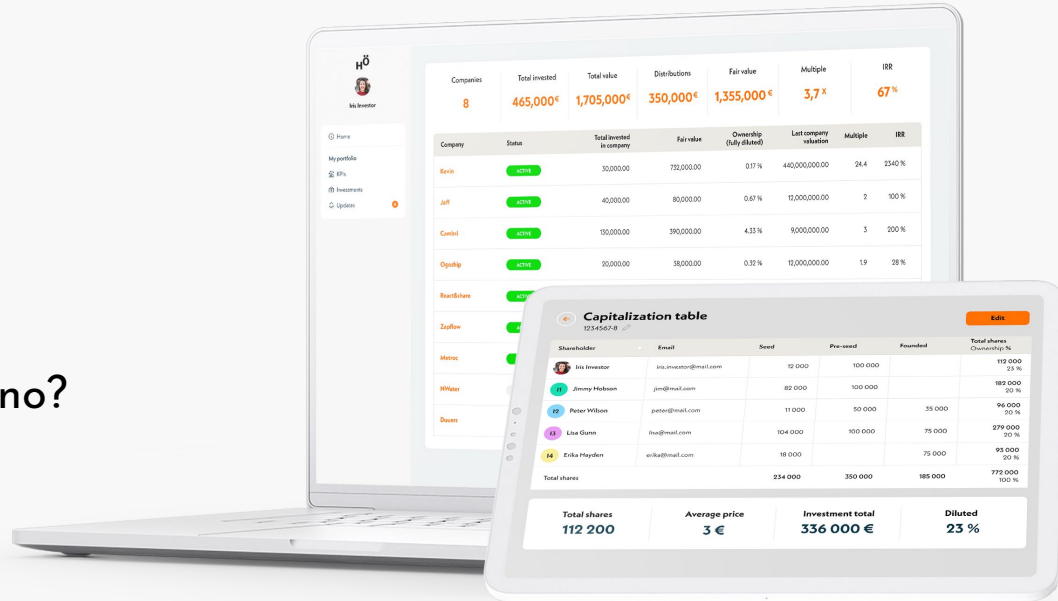 no?
HÖ
Iris Investor
Home
My portfolio
KPIs
Investments
Updates
Companies Total invested Total value Distributions Fair value Multiple IRR
8 465,000€ 1,705,000€ 350,000€ 1,355,000€ 3,7 X 67 %
Company Status Total invested in company Fair value Ownership (fully diluted) Last company valuation Multiple IRR
Kevin ACTIVE 30,000.00 732,000.00 0.17 % 440,000,000.00 24.4 2340 %
Jaff ACTIVE 40,000.00 80,000.00 0.67 % 12,000,000.00 2 100 %
ACTIVE 130,000.00 390,000.00 4.33 % 9,000,000.00 3 200 %
Ogoship ACTIVE 20,000.00 38,000.00 0.32 % 12,000,000.00 1.9 28 %
React&share
Zapflow
Metroc
NWater
Capitalization table
1234567-8
Edit
Shareholder Email Seed Pre-seed Founded Total shares
Ownership %
Iris Investor iris.investor@mail.com 12 000 100 000 112 000
23 %
Jimmy Hobson jim@mail.com 82 000 100 000 182 000
20 %
12 Peter Wilson peter@mail.com 11 000 50 000 35 000 96 000
20 %
13 Lisa Gunn lisa@mail.com 104 000 100 000 75 000 279 000
20 %
14 Erika Hayden erika@mail.com 18 000 75 000 93 000
20 %
Total shares 234 000 350 000 185 000 772 000
100 %
Total shares Average price Investment total Diluted
112 200 3 € 336 000 € 23 %